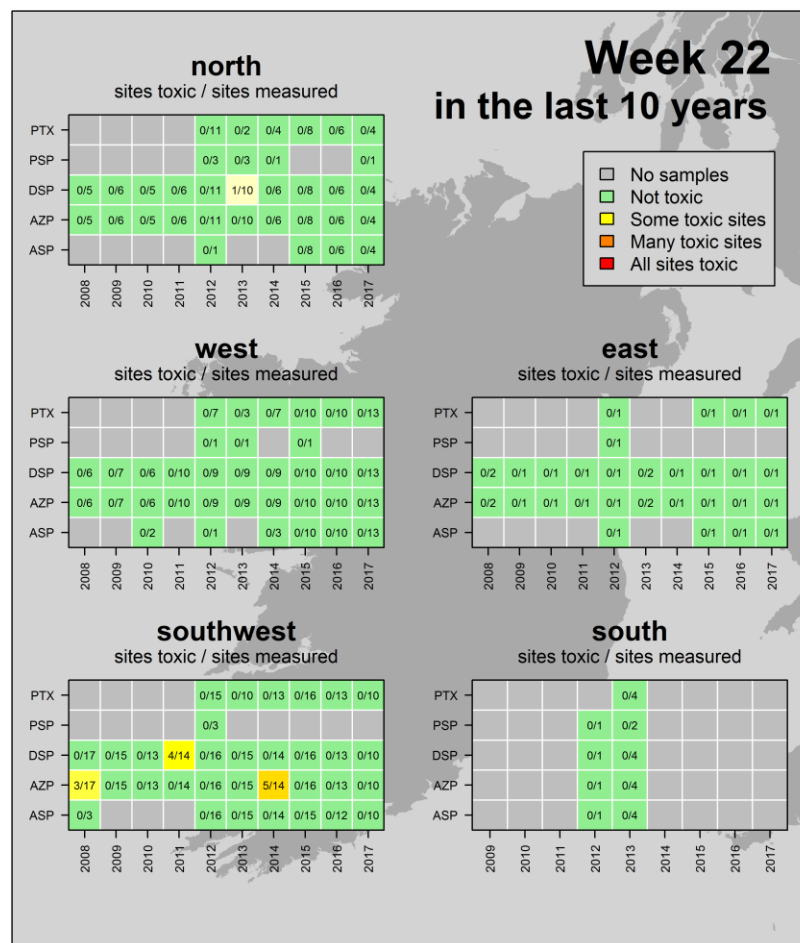 Week 22
in the last 10 years
No samples
Not toxic
Some toxic sites
Many toxic sites
All sites toxic
north
sites toxic / sites measured
PTX 0/11 0/2 0/4 0/8 0/6 0/4
PSP 0/3 0/3 0/1 0/1
DSP 0/5 0/6 0/5 0/6 0/11 1/10 0/6 0/8 0/6 0/4
AZP 0/5 0/6 0/5 0/6 0/11 0/10 0/6 0/8 0/6 0/4
ASP 0/1 0/8 0/6 0/4
2008 2009 2010 2011 2012 2013 2014 2015 2016 2017
west
sites toxic / sites measured
PTX 0/7 0/3 0/7 0/10 0/10 0/13
PSP 0/1 0/1 0/1
DSP 0/6 0/7 0/6 0/10 0/9 0/9 0/9 0/10 0/10 0/13
AZP 0/6 0/7 0/6 0/10 0/9 0/9 0/9 0/10 0/10 0/13
ASP 0/2 0/1 0/3 0/10 0/10 0/13
2008 2009 2010 2011 2012 2013 2014 2015 2016 2017
east
sites toxic / sites measured
PTX 0/1 0/1 0/1 0/1
PSP 0/1
DSP 0/2 0/1 0/1 0/1 0/1 0/2 0/1 0/1 0/1 0/1
AZP 0/2 0/1 0/1 0/1 0/1 0/2 0/1 0/1 0/1 0/1
ASP 0/1 0/1 0/1 0/1
2008 2009 2010 2011 2012 2013 2014 2015 2016 2017
southwest
sites toxic / sites measured
PTX 0/15 0/10 0/13 0/16 0/13 0/10
PSP 0/3
DSP 0/17 0/15 0/13 4/14 0/16 0/15 0/14 0/16 0/13 0/10
AZP 3/17 0/15 0/13 0/14 0/16 0/15 5/14 0/16 0/13 0/10
ASP 0/3 0/16 0/15 0/14 0/15 0/12 0/10
2008 2009 2010 2011 2012 2013 2014 2015 2016 2017
south
sites toxic / sites measured
PTX 0/4
PSP 0/1 0/2
DSP 0/1 0/4
AZP 0/1 0/4
ASP 0/1 0/4
2009 2010 2011 2012 2013 2014 2015 2016 2017